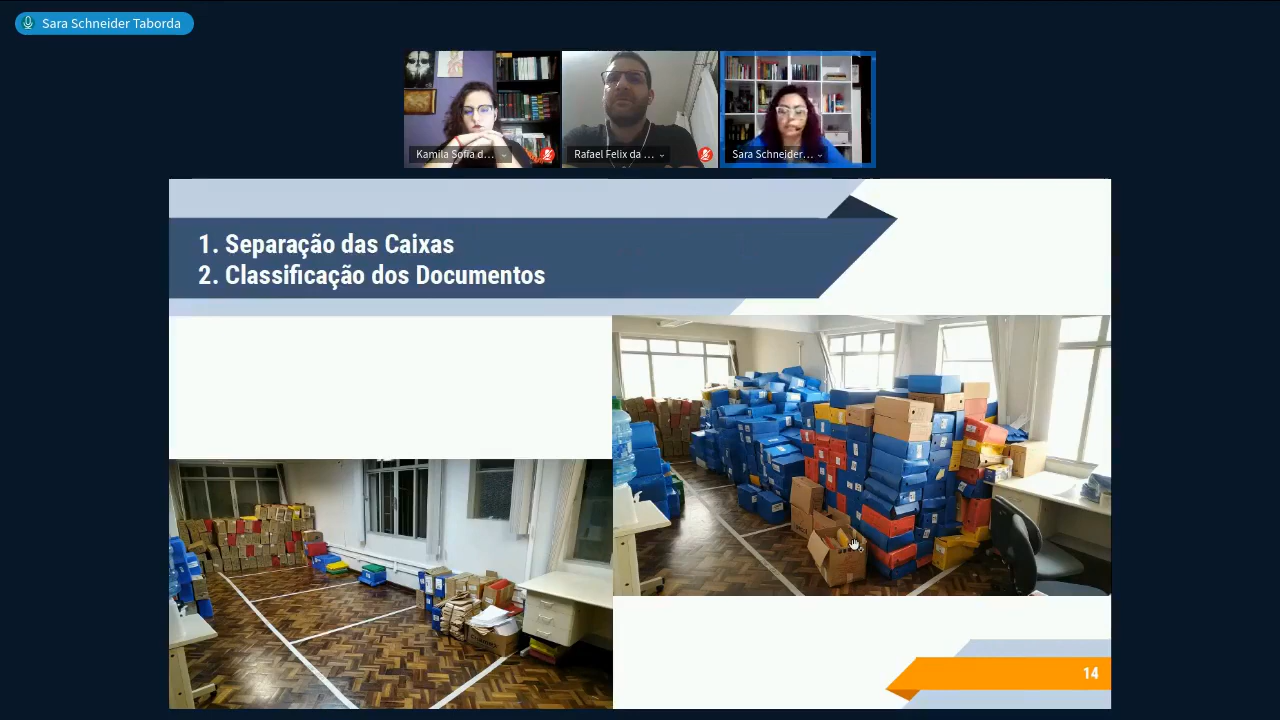 Sara Schneider Taborda
Kamila Sofia d...
Rafael Felix da ...
Sara Schneider...
1. Separação das Caixas
2. Classificação dos Documentos
14